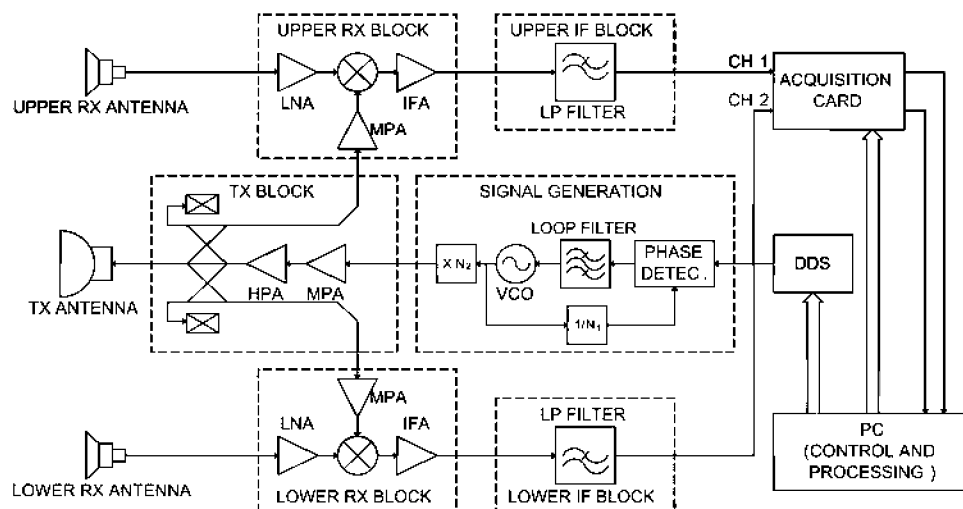 UPPER RX BLOCK
UPPER IF BLOCK
CH 1
ACQUISITION
CARD
LNA
IFA
LP FILTER
UPPER RX ANTENNA
CH 2
MPA
TX BLOCK
SIGNAL GENERATION
LOOP FILTER
X N2
PHASE
DETEC.
DDS
VCO
HPA
MPA
TX ANTENNA
1/N1
MPA
LP FILTER
LNA
IFA
PC
( CONTROL AND
PROCESSING )
LOWER RX ANTENNA
LOWER RX BLOCK
LOWER IF BLOCK